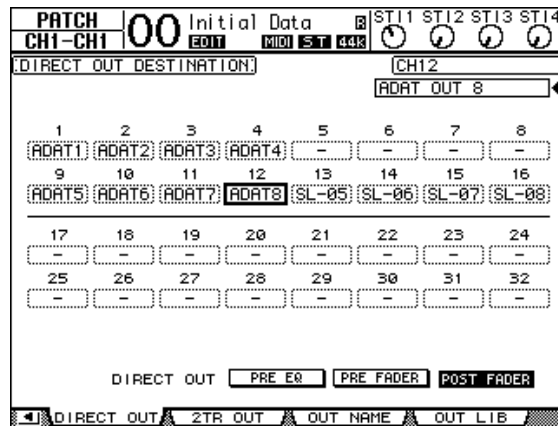 PATCH
CH1-CH1
00
Initial Data
EDIT
R
MIDI ST 44K
STI1 STI2 STI3 STI4
DIRECT OUT DESTINATION
CH12
ADAT OUT 8
1 2 3 4 5 6 7 8
ADAT1 ADAT2 ADAT3 ADAT4 - - - -
9 10 11 12 13 14 15 16
ADAT5 ADAT6 ADAT7 ADAT8 SL-05 SL-06 SL-07 SL-08
17 18 19 20 21 22 23 24
- - - - - - - -
25 26 27 28 29 30 31 32
- - - - - - - -
DIRECT OUT PRE EQ PRE FADER POST FADER
DIRECT OUT 2TR OUT OUT NAME OUT LIB